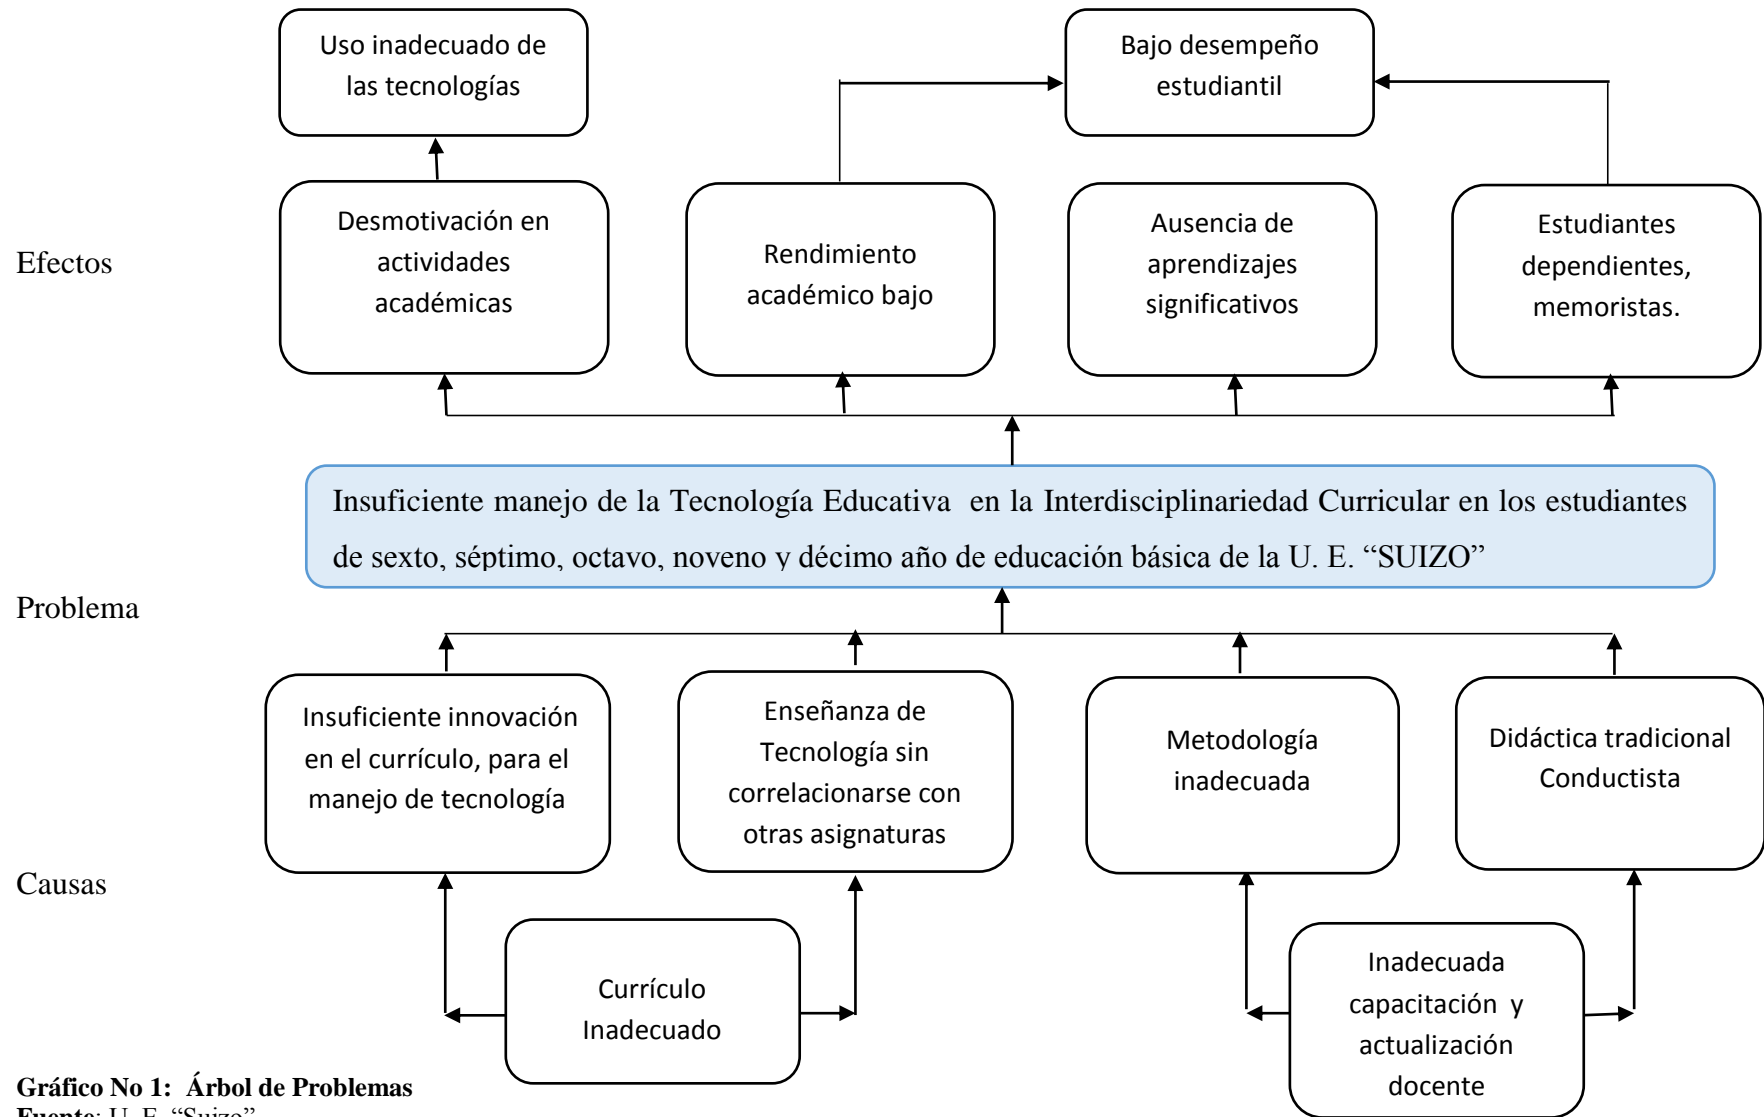 Uso inadecuado de
las tecnologías
Bajo desempeño
estudiantil
Efectos
Desmotivación en
actividades
académicas
Rendimiento
académico bajo
Ausencia de
aprendizajes
significativos
Estudiantes
dependientes,
memoristas.
Insuficiente manejo de la Tecnología Educativa en la Interdisciplinariedad Curricular en los estudiantes
de sexto, séptimo, octavo, noveno y décimo año de educación básica de la U. E. “SUIZO”
Problema
Insuficiente innovación
en el currículo, para el
manejo de tecnología
Enseñanza de
Tecnología sin
correlacionarse con
otras asignaturas
Metodología
inadecuada
Didáctica tradicional
Conductista
Causas
Currículo
Inadecuado
Inadecuada
capacitación y
actualización
docente
Gráfico No 1: Árbol de Problemas
Fuente: U. E. “Suizo”